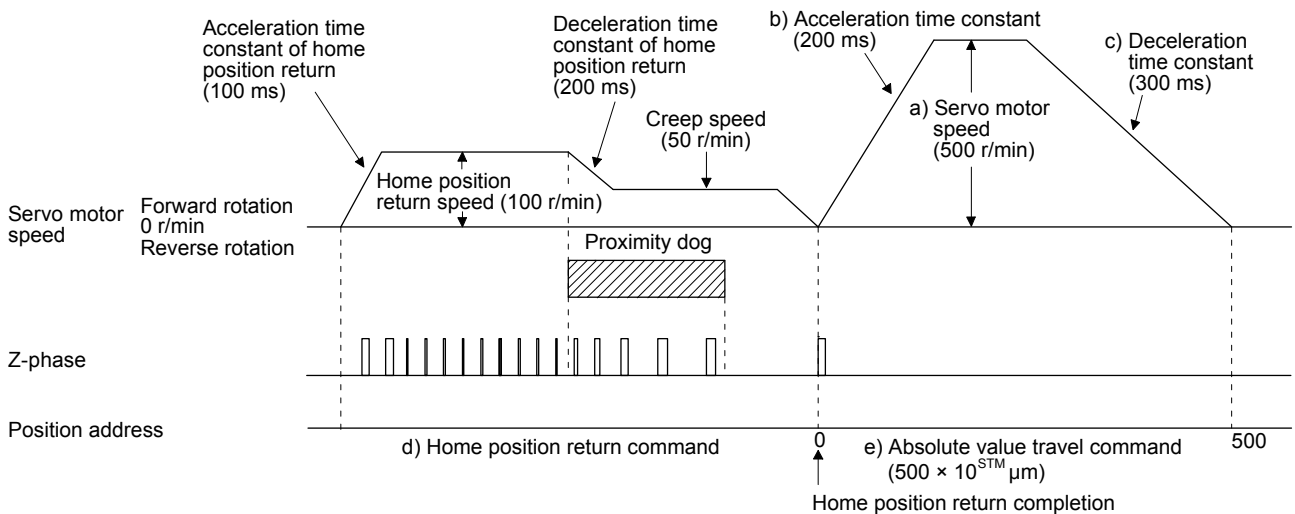 Acceleration time
constant of home
position return
(100 ms)
Deceleration
time constant
of home
position return
(200 ms)
b) Acceleration time constant
(200 ms)
c) Deceleration
time constant
(300 ms)
Creep speed
(50 r/min)
a) Servo motor
speed
(500 r/min)
Home position
return speed (100 r/min)
Servo motor
speed
Forward rotation
0 r/min
Reverse rotation
Proximity dog
Z-phase
Position address
d) Home position return command
0
e) Absolute value travel command
(500 × 10^STM µm)
500
Home position return completion